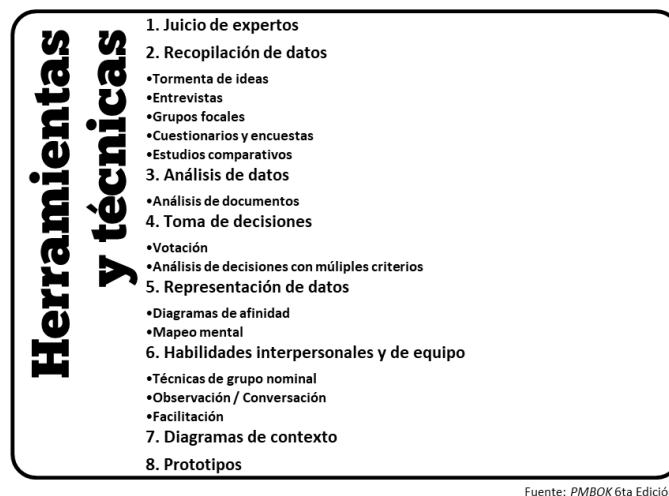 Herramientas
y técnicas
1. Juicio de expertos
2. Recopilación de datos
•Tormenta de ideas
•Entrevistas
•Grupos focales
•Cuestionarios y encuestas
•Estudios comparativos
3. Análisis de datos
•Análisis de documentos
4. Toma de decisiones
•Votación
•Análisis de decisiones con múliples criterios
5. Representación de datos
•Diagramas de afinidad
•Mapeo mental
6. Habilidades interpersonales y de equipo
•Técnicas de grupo nominal
•Observación / Conversación
•Facilitación
7. Diagramas de contexto
8. Prototipos
Fuente: PMBOK 6ta Edició